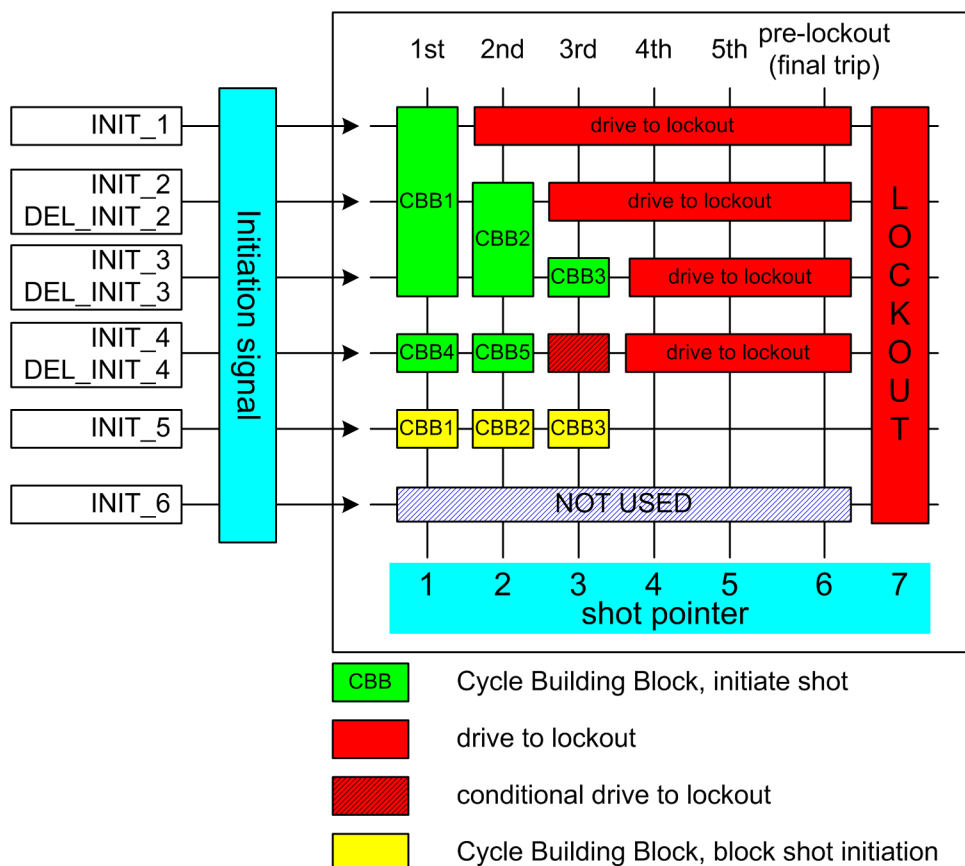 1st 2nd 3rd 4th 5th pre-lockout
(final trip)
INIT_1
drive to lockout
INIT_2
DEL_INIT_2
CBB1
drive to lockout
CBB2
INIT_3
DEL_INIT_3
CBB3
drive to lockout
INIT_4
DEL_INIT_4
CBB4
CBB5
drive to lockout
INIT_5
CBB1
CBB2
CBB3
INIT_6
NOT USED
Initiation signal
LOCKOUT
1 2 3 4 5 6 7
shot pointer
CBB Cycle Building Block, initiate shot
drive to lockout
conditional drive to lockout
Cycle Building Block, block shot initiation